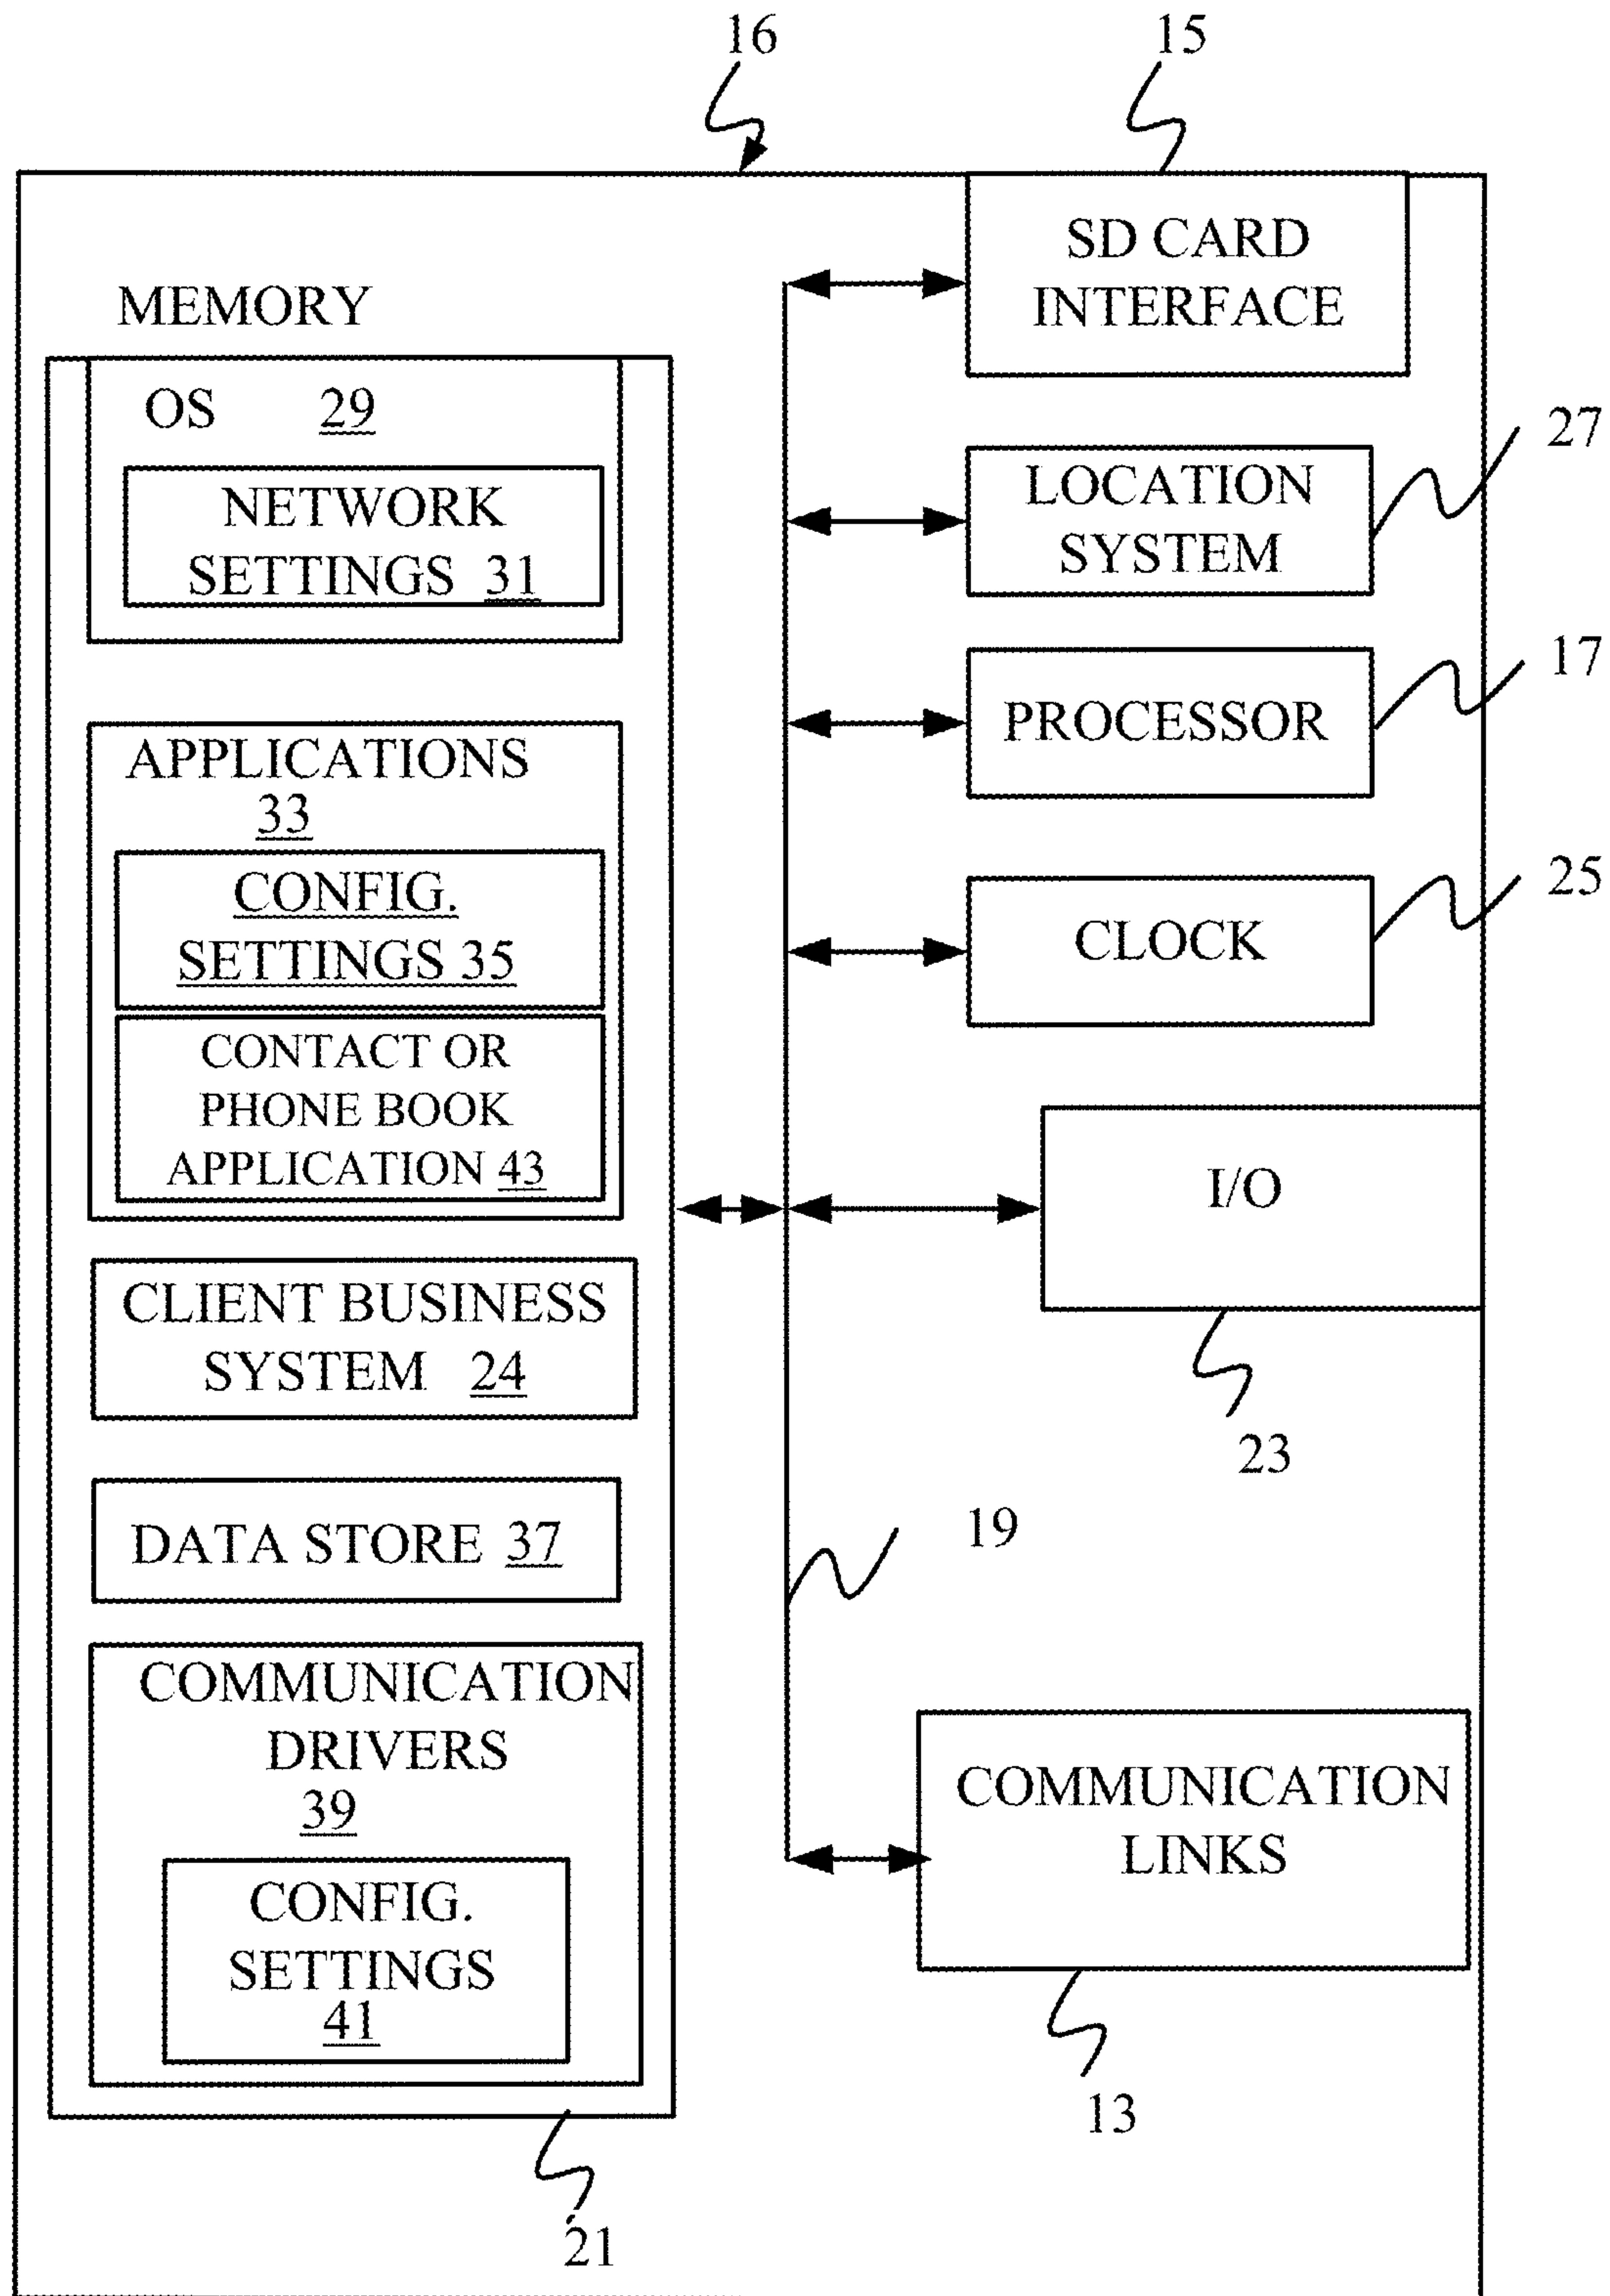 16
15
SD CARD
INTERFACE
MEMORY
OS 29
NETWORK
SETTINGS 31
27
LOCATION
SYSTEM
17
PROCESSOR
APPLICATIONS
33
CONFIG.
SETTINGS 35
25
CLOCK
CONTACT OR
PHONE BOOK
APPLICATION 43
I/O
23
CLIENT BUSINESS
SYSTEM 24
DATA STORE 37
19
COMMUNICATION
DRIVERS
39
CONFIG.
SETTINGS
41
COMMUNICATION
LINKS
13
21